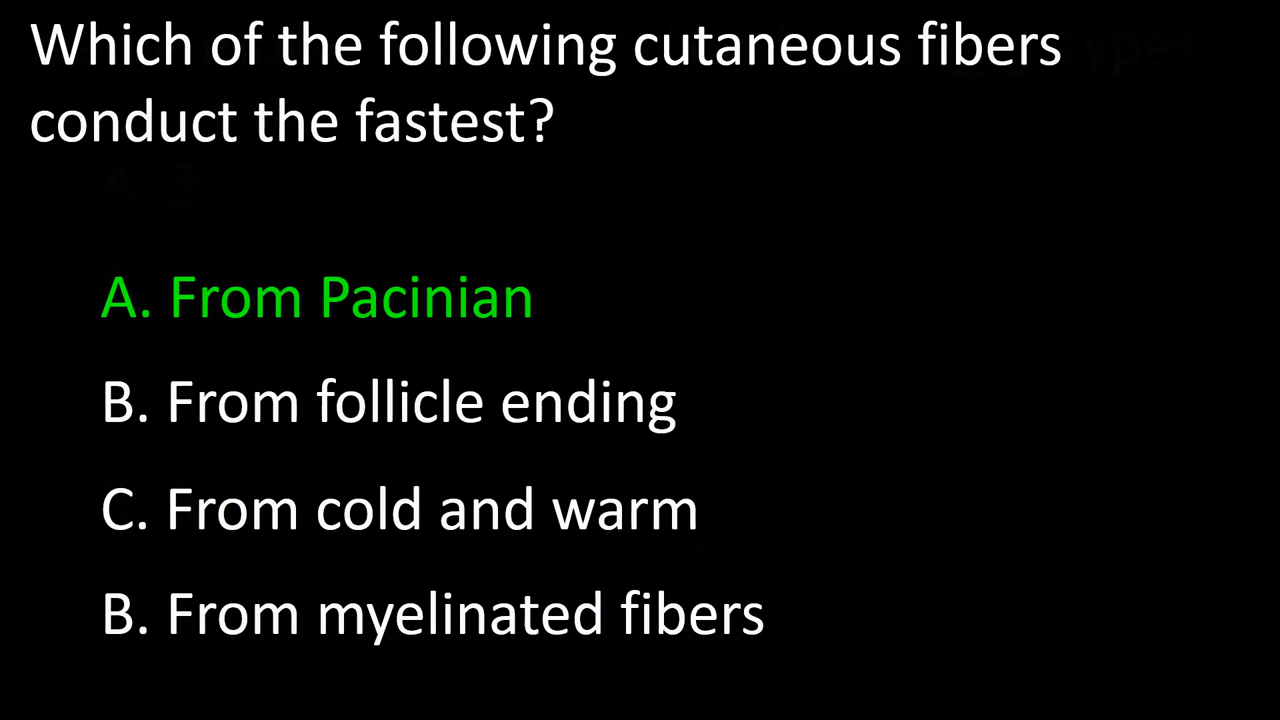 Which of the following cutaneous fibers
conduct the fastest?
A. From Pacinian
B. From follicle ending
C. From cold and warm
B. From myelinated fibers